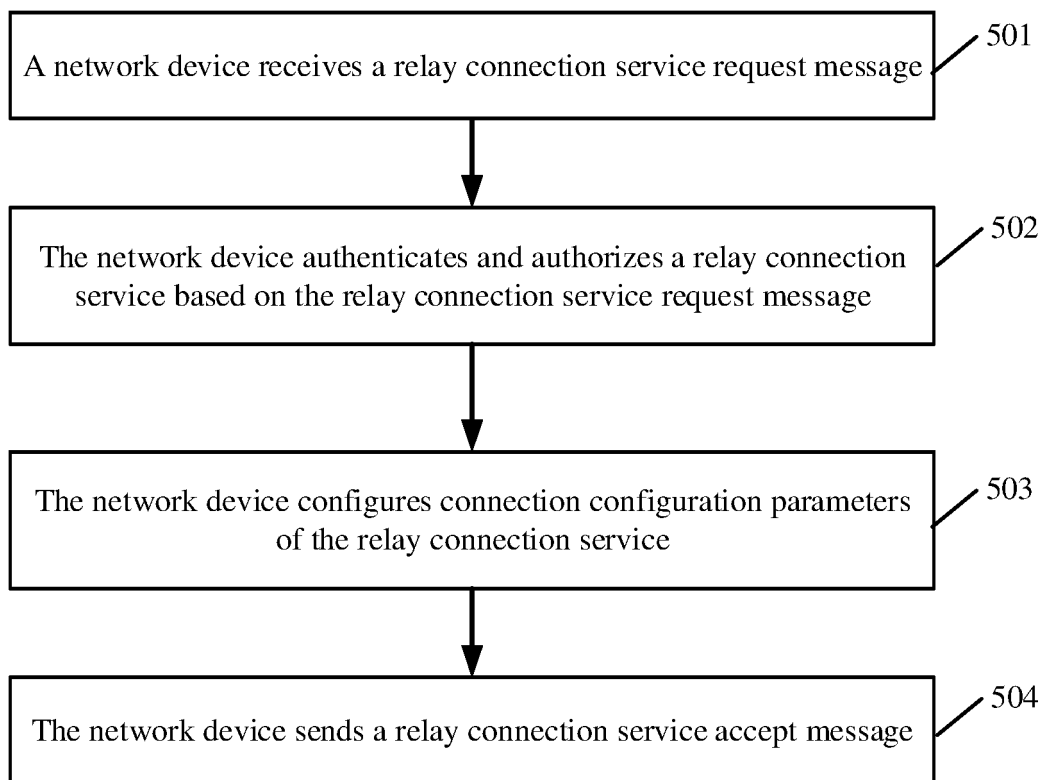 501
A network device receives a relay connection service request message
502
The network device authenticates and authorizes a relay connection
service based on the relay connection service request message
503
The network device configures connection configuration parameters
of the relay connection service
504
The network device sends a relay connection service accept message